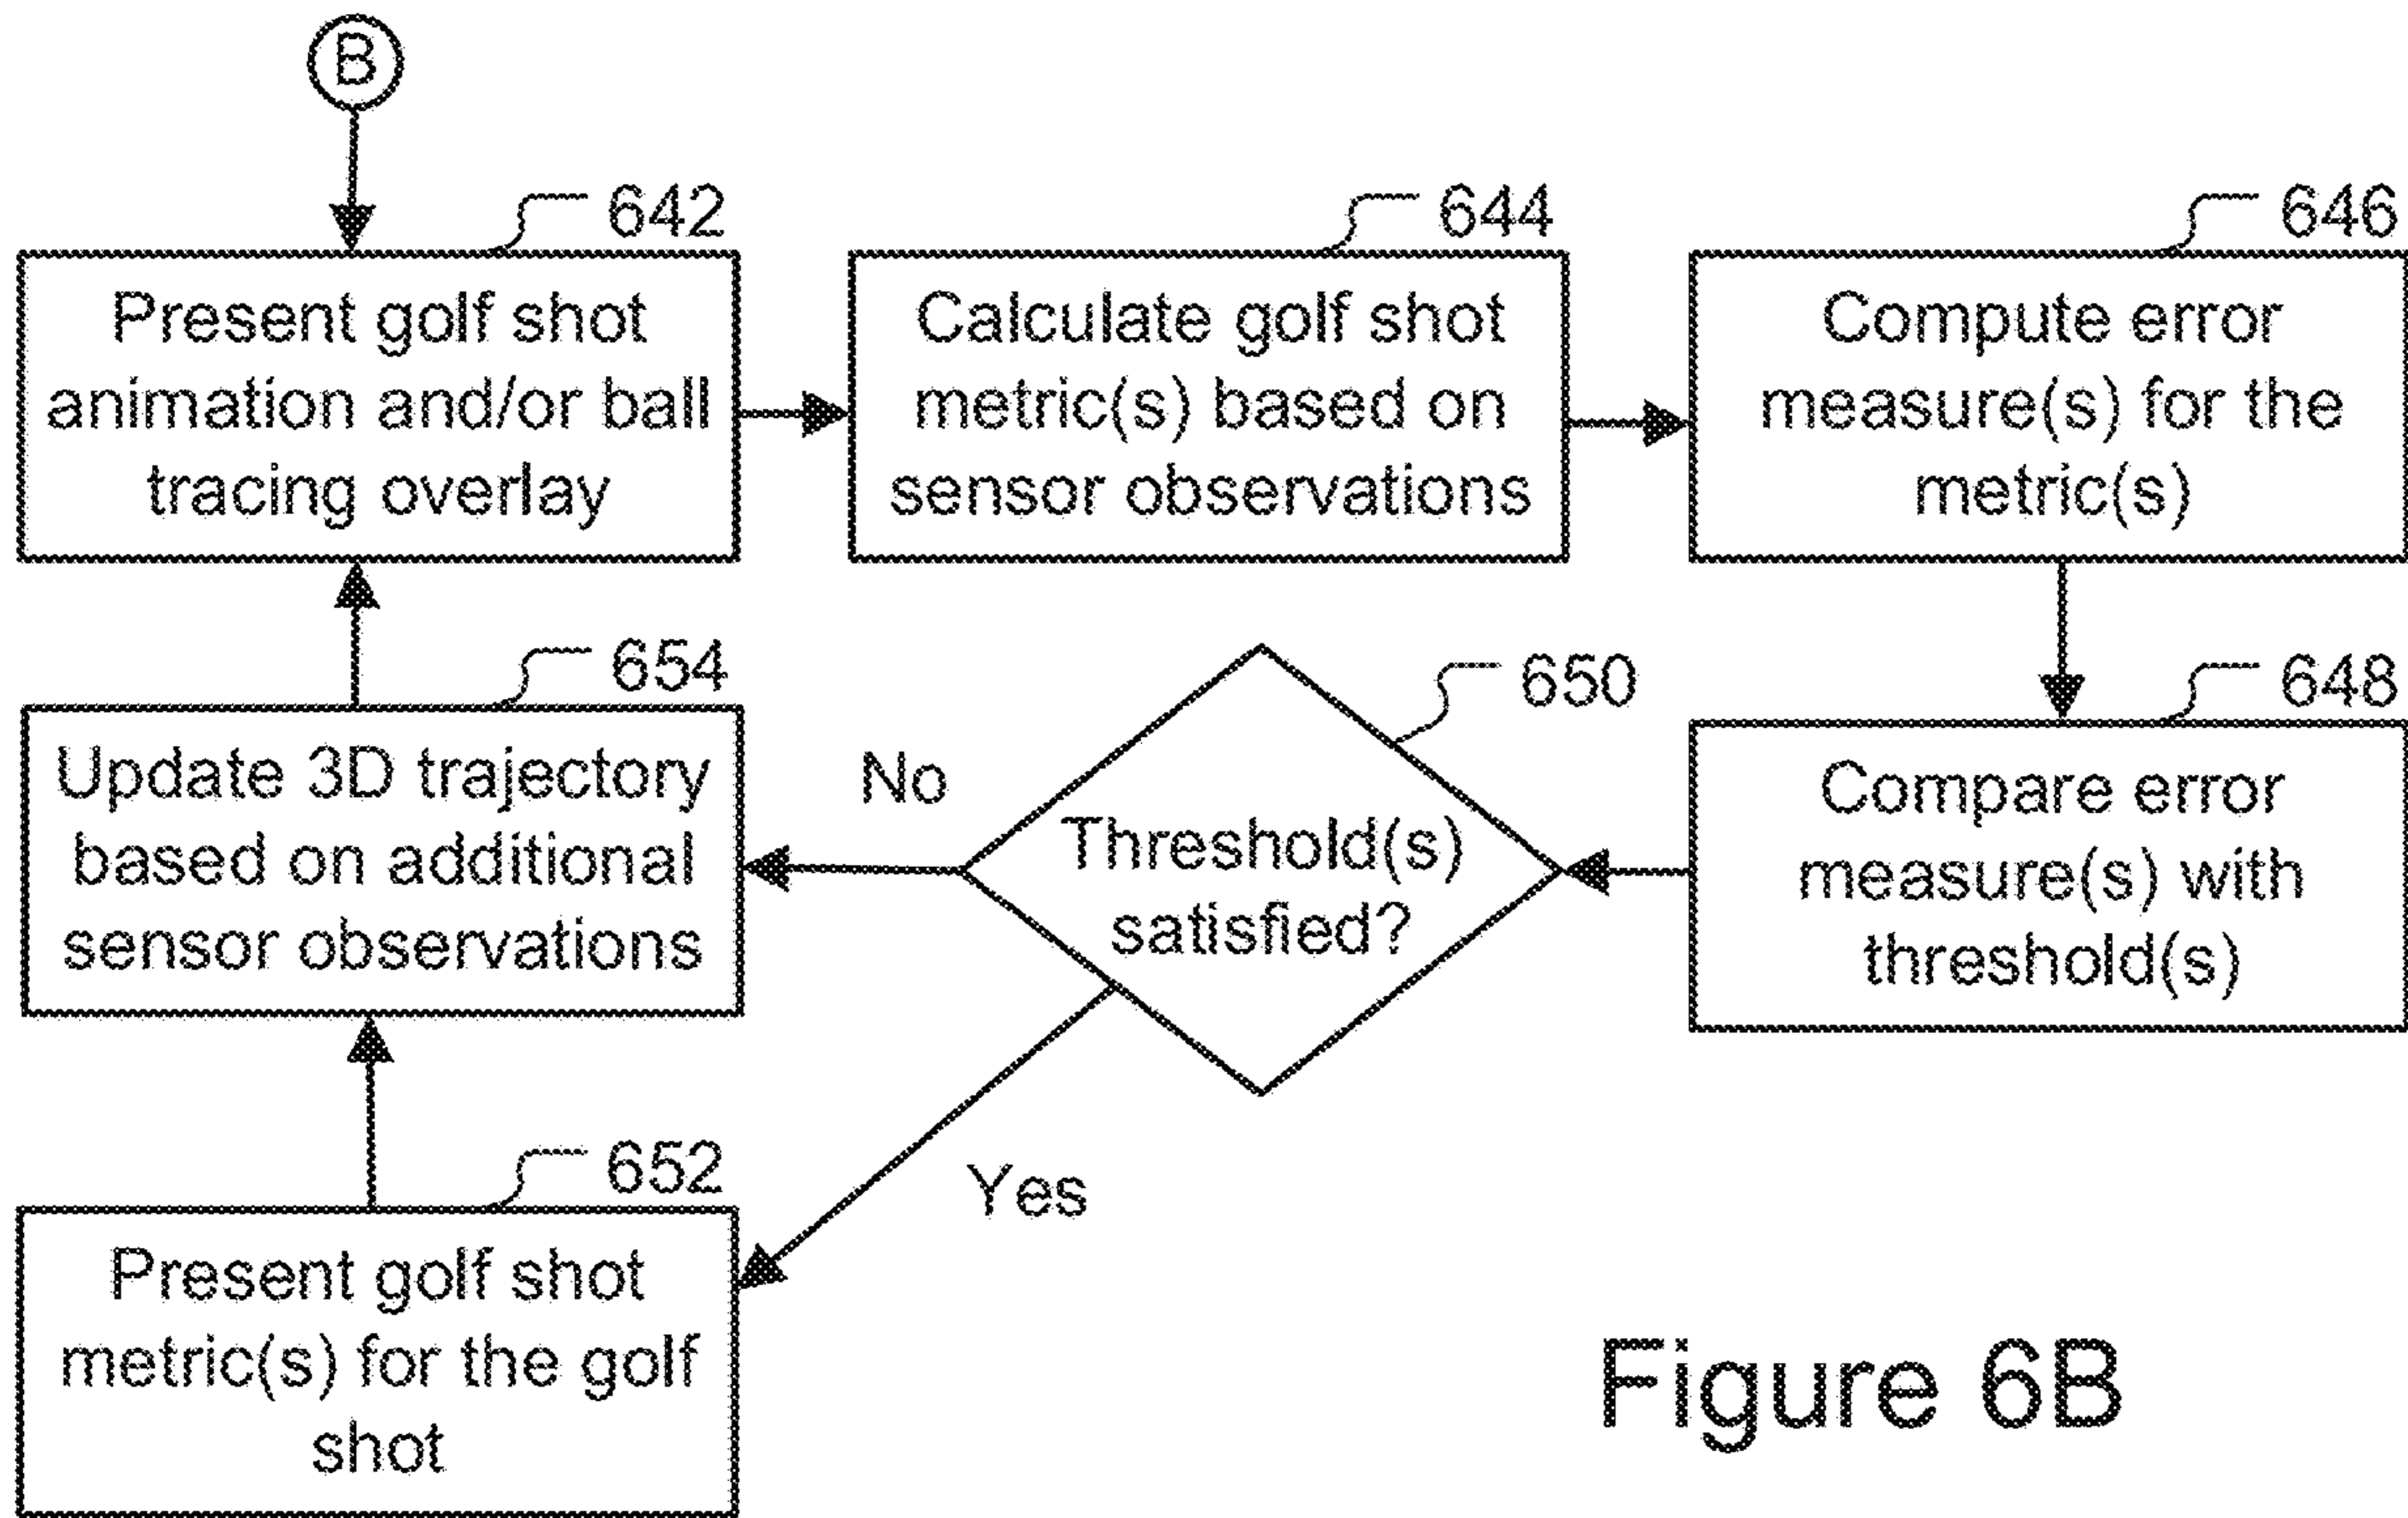 B
642
Present golf shot
animation and/or ball
tracing overlay
644
Calculate golf shot
metric(s) based on
sensor observations
646
Compute error
measure(s) for the
metric(s)
648
Compare error
measure(s) with
threshold(s)
650
Threshold(s)
satisfied?
No
Yes
654
Update 3D trajectory
based on additional
sensor observations
652
Present golf shot
metric(s) for the golf
shot
Figure 6B